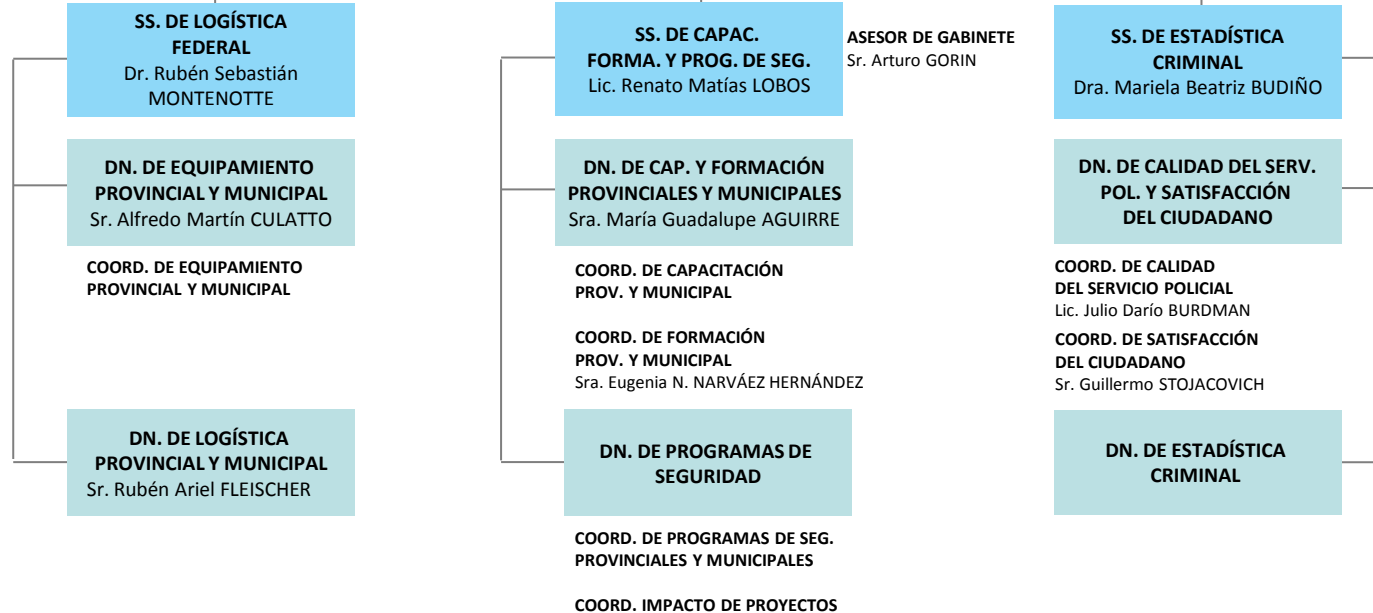 SS. DE LOGÍSTICA
FEDERAL
Dr. Rubén Sebastián
MONTENOTTE
DN. DE EQUIPAMIENTO
PROVINCIAL Y MUNICIPAL
Sr. Alfredo Martín CULATTO
COORD. DE EQUIPAMIENTO
PROVINCIAL Y MUNICIPAL
DN. DE LOGÍSTICA
PROVINCIAL Y MUNICIPAL
Sr. Rubén Ariel FLEISCHER
SS. DE CAPAC.
FORMA. Y PROG. DE SEG.
Lic. Renato Matías LOBOS
ASESOR DE GABINETE
Sr. Arturo GORIN
DN. DE CAP. Y FORMACIÓN
PROVINCIALES Y MUNICIPALES
Sra. María Guadalupe AGUIRRE
COORD. DE CAPACITACIÓN
PROV. Y MUNICIPAL
COORD. DE FORMACIÓN
PROV. Y MUNICIPAL
Sra. Eugenia N. NARVÁEZ HERNÁNDEZ
DN. DE PROGRAMAS DE
SEGURIDAD
COORD. DE PROGRAMAS DE SEG.
PROVINCIALES Y MUNICIPALES
COORD. IMPACTO DE PROYECTOS
SS. DE ESTADÍSTICA
CRIMINAL
Dra. Mariela Beatriz BUDIÑO
DN. DE CALIDAD DEL SERV.
POL. Y SATISFACCIÓN
DEL CIUDADANO
COORD. DE CALIDAD
DEL SERVICIO POLICIAL
Lic. Julio Darío BURDMAN
COORD. DE SATISFACCIÓN
DEL CIUDADANO
Sr. Guillermo STOJACOVICH
DN. DE ESTADÍSTICA
CRIMINAL